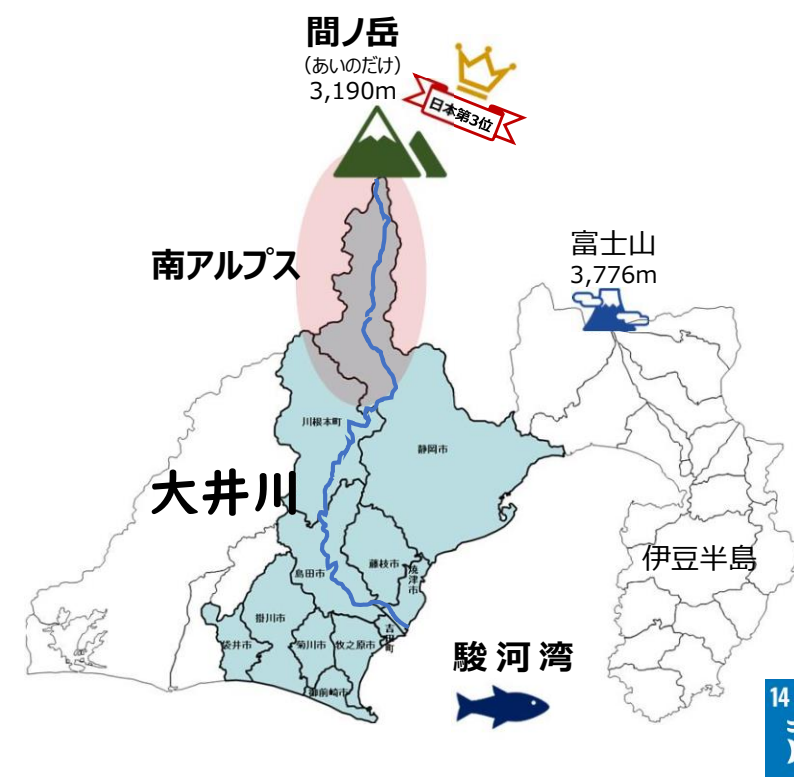 間ノ岳
(あいのだけ)
3,190m
日本第3位
南アルプス
富士山
3,776m
川根本町
静岡市
大井川
藤枝市
焼津市
島田市
伊豆半島
掛川市
吉田町
袋井市
菊川市
牧之原市
駿河湾
御前崎市
14